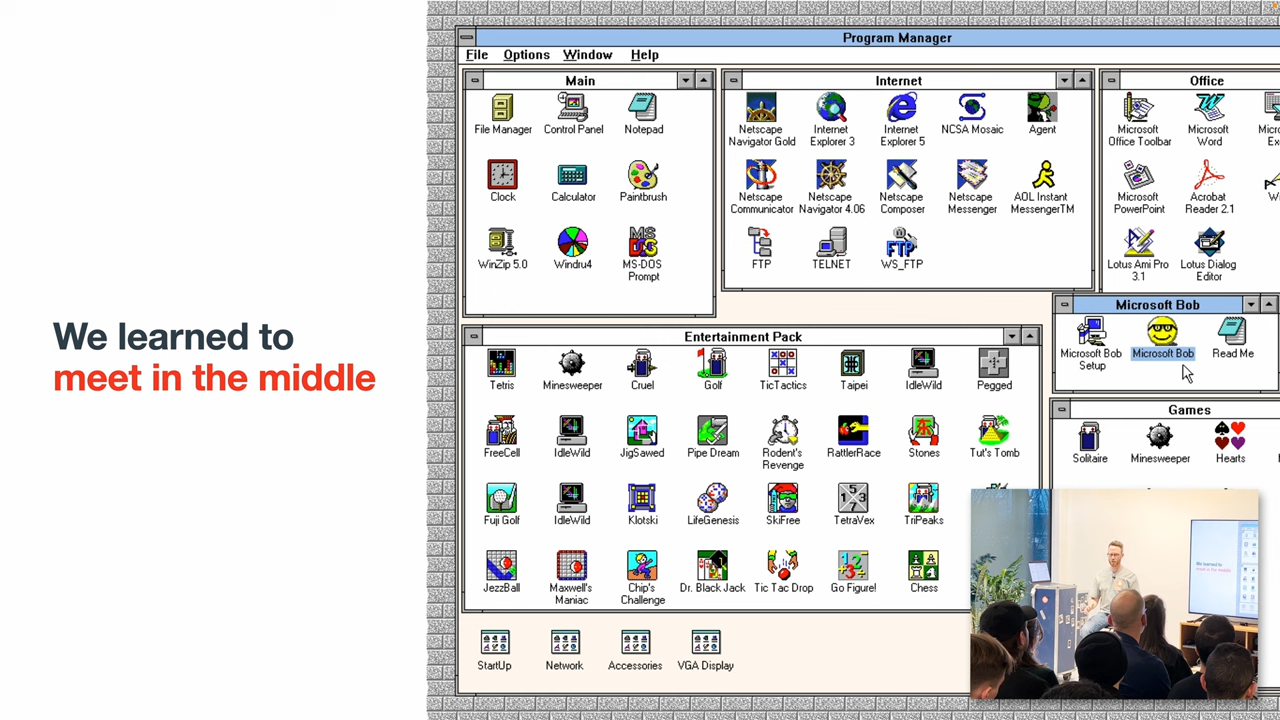 We learned to
meet in the middle
Program Manager
File Options Window Help
Main
File Manager
Control Panel
Notepad
Clock
Calculator
Paintbrush
WinZip 5.0
Windru4
MS-DOS
Prompt
Internet
Netscape
Navigator Gold
Internet
Explorer 3
Internet
Explorer 5
NCSA Mosaic
Agent
Netscape
Communicator
Netscape
Navigator 4.06
Netscape
Composer
Netscape
Messenger
AOL Instant
MessengerTM
FTP
TELNET
WS_FTP
Office
Microsoft
Office Toolbar
Microsoft
Word
Microsoft
PowerPoint
Acrobat
Reader 2.1
Lotus Ami Pro
3.1
Lotus Dialog
Editor
Microsoft Bob
Microsoft Bob
Setup
Microsoft Bob
Read Me
Entertainment Pack
Tetris
Minesweeper
Cruel
Golf
TicTactics
Taipei
IdleWild
Pegged
FreeCell
IdleWild
JigSawed
Pipe Dream
Rodent's
Revenge
RattlerRace
Stones
Tut's Tomb
Fuji Golf
IdleWild
Klotski
LifeGenesis
SkiFree
TetraVex
TriPeaks
JezzBall
Maxwell's
Maniac
Chip's
Challenge
Dr. Black Jack
Tic Tac Drop
Go Figure!
Chess
Games
Solitaire
Minesweeper
Hearts
StartUp
Network
Accessories
VGA Display
We learned to
meet in the middle